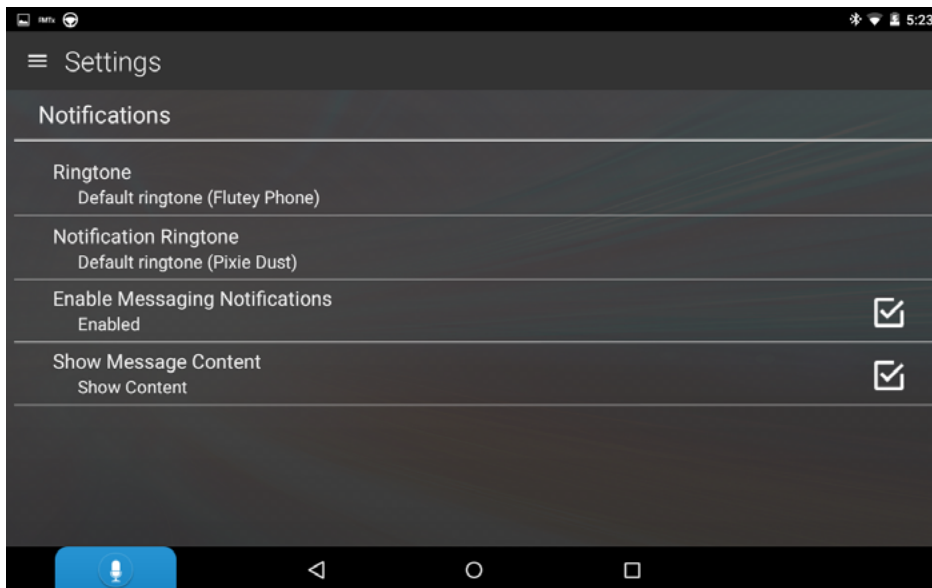 5:23
Settings
Notifications
Ringtone
Default ringtone (Flutey Phone)
Notification Ringtone
Default ringtone (Pixie Dust)
Enable Messaging Notifications
Enabled
Show Message Content
Show Content